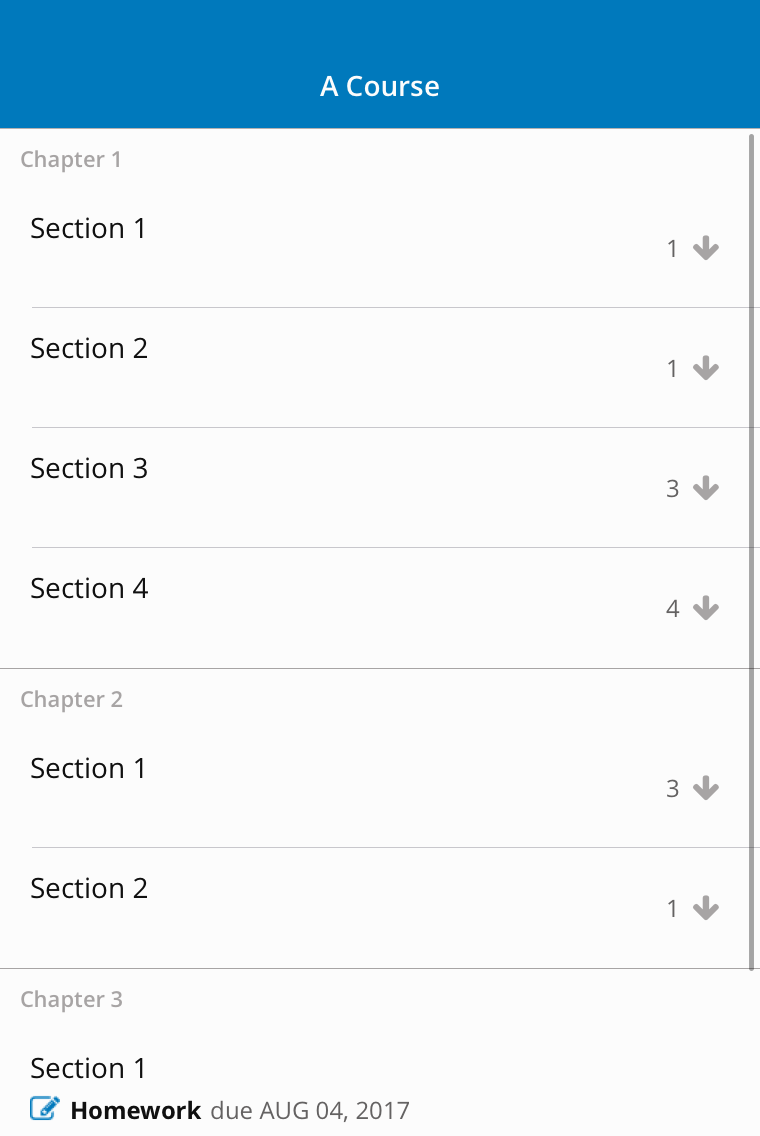 A Course
Chapter 1
Section 1
1
Section 2
1
Section 3
3
Section 4
4
Chapter 2
Section 1
3
Section 2
1
Chapter 3
Section 1
Homework due AUG 04, 2017